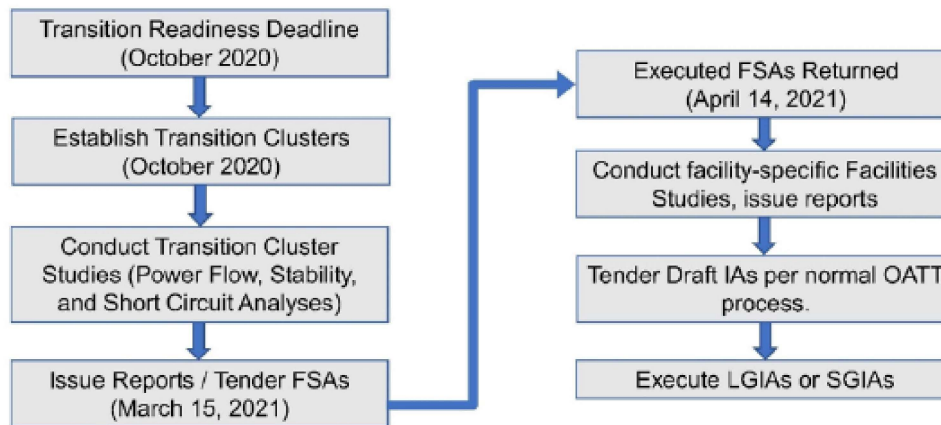 Transition Readiness Deadline
(October 2020)
Establish Transition Clusters
(October 2020)
Conduct Transition Cluster
Studies (Power Flow, Stability,
and Short Circuit Analyses)
Issue Reports / Tender FSAs
(March 15, 2021)
Executed FSAs Returned
(April 14, 2021)
Conduct facility-specific Facilities
Studies, issue reports
Tender Draft IAs per normal OATT
process.
Execute LGIAs or SGIAs